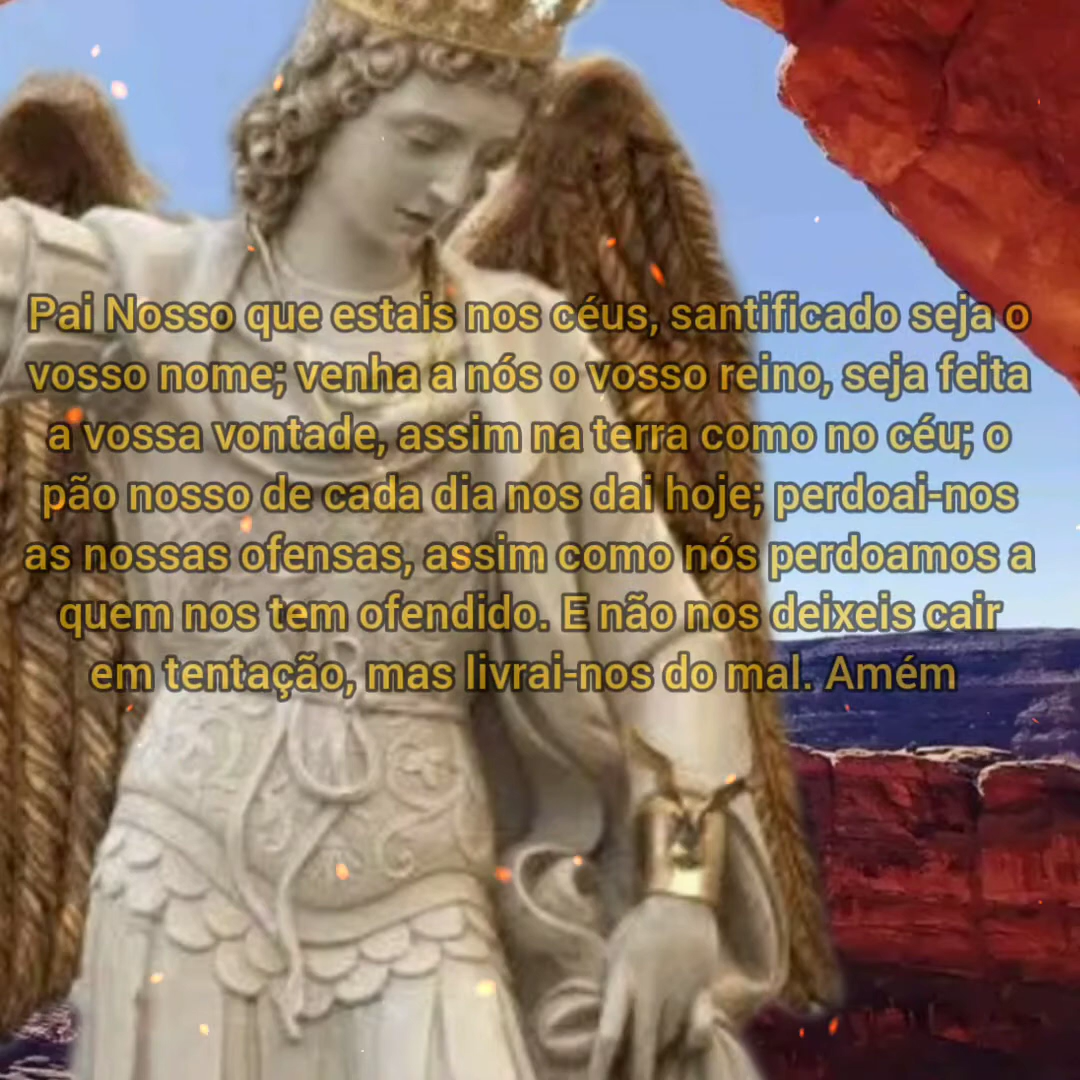 Pai Nosso que estais nos céus, santificado seja o
vosso nome; venha a nós o vosso reino, seja feita
a vossa vontade, assim na terra como no céu; o
pão nosso de cada dia nos dai hoje; perdoai-nos
as nossas ofensas, assim como nós perdoamos a
quem nos tem ofendido. E não nos deixeis cair
em tentação, mas livrai-nos do mal. Amém